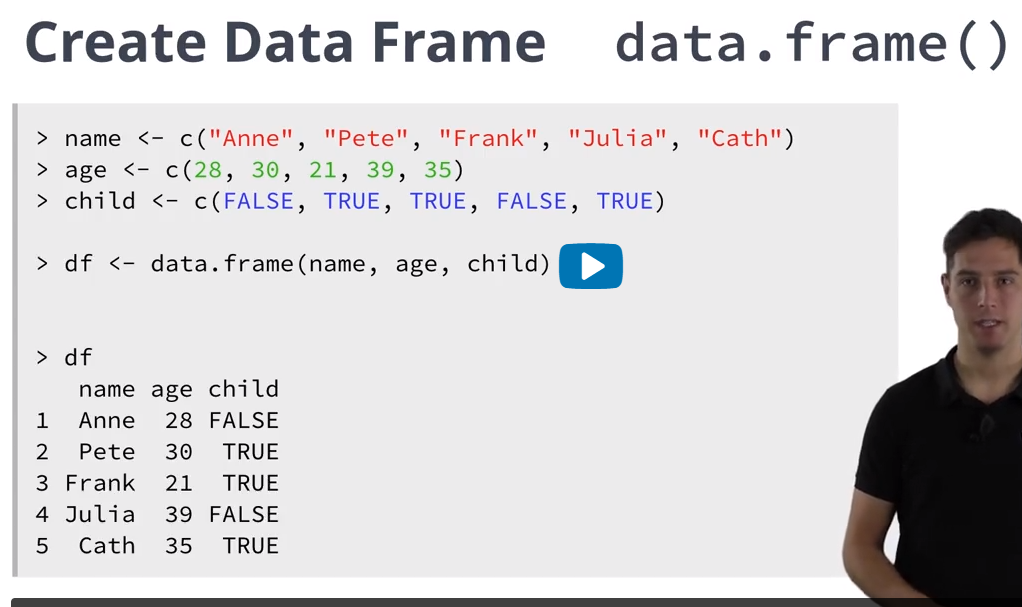 Create Data Frame data.frame()
> name <- c("Anne", "Pete", "Frank", "Julia", "Cath")
> age <- c(28, 30, 21, 39, 35)
> child <- c(FALSE, TRUE, TRUE, FALSE, TRUE)
> df <- data.frame(name, age, child)
> df
name age child
1 Anne 28 FALSE
2 Pete 30 TRUE
3 Frank 21 TRUE
4 Julia 39 FALSE
5 Cath 35 TRUE